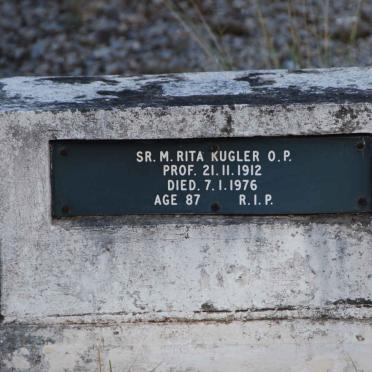 SR. M. RITA KUGLER O.P.
PROF. 21.11.1912
DIED. 7.1.1976
AGE 87 R.I.P.